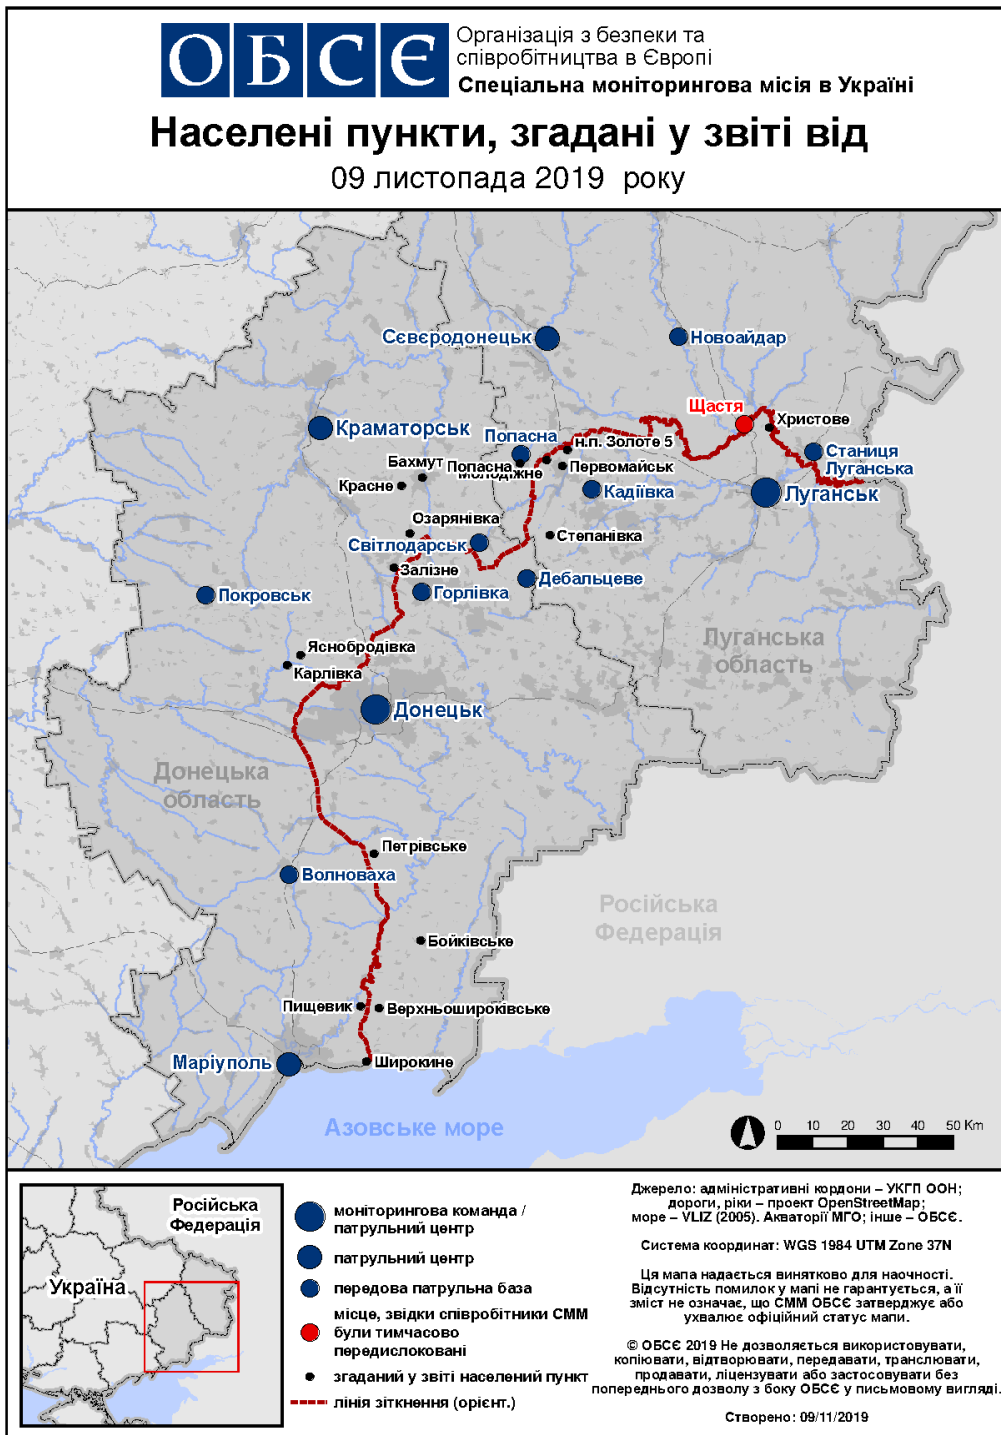 ОБСЄ
Організація з безпеки та
співробітництва в Європі
Спеціальна моніторингова місія в Україні
Населені пункти, згадані у звіті від
09 листопада 2019 року
Сєвєродонецьк
Новоайдар
Щастя
Христове
Краматорськ
Попасна
н.п. Золоте 5
Станиця
Луганська
Бахмут
Попасна
Молодіжне
Первомайськ
Красне
Кадіївка
Луганськ
Озарянівка
Світлодарськ
Степанівка
Залізне
Дебальцеве
Покровськ
Горлівка
Луганська
область
Яснобродівка
Карлівка
Донецьк
Донецька
область
Петрівське
Волноваха
Російська
Федерація
Бойківське
Пищевик
Верхньошироківське
Маріуполь
Широкине
Азовське море
0 10 20 30 40 50 Km
Російська
Федерація
Україна
моніторингова команда /
патрульний центр
патрульний центр
передова патрульна база
місце, звідки співробітники СММ
були тимчасово
передислоковані
згаданий у звіті населений пункт
лінія зіткнення (орієнт.)
Джерело: адміністративні кордони – УКГП ООН;
дороги, ріки – проект OpenStreetMap;
море – VLIZ (2005). Акваторії МГО; інше – ОБСЄ.
Система координат: WGS 1984 UTM Zone 37N
Ця мапа надається винятково для наочності.
Відсутність помилок у мапі не гарантується, а її
зміст не означає, що СММ ОБСЄ затверджує або
ухвалює офіційний статус мапи.
© ОБСЄ 2019 Не дозволяється використовувати,
копіювати, відтворювати, передавати, транслювати,
продавати, ліцензувати або застосовувати без
попереднього дозволу з боку ОБСЄ у письмовому вигляді.
Створено: 09/11/2019